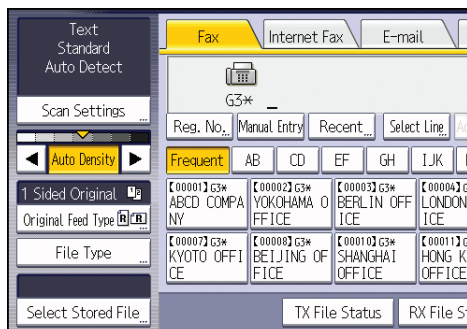 Text
Standard
Auto Detect
Scan Settings
Auto Density
1 Sided Original
Original Feed Type
File Type
Select Stored File
Fax
Internet Fax
E-mail
G3* _
Reg. No.
Manual Entry
Recent
Select Line
Frequent
AB
CD
EF
GH
IJK
【00001】G3*
ABCD COMPA
NY
【00002】G3*
YOKOHAMA O
FFICE
【00003】G3*
BERLIN OFF
ICE
【00004】G
LONDON
ICE
【00007】G3*
KYOTO OFFI
CE
【00008】G3*
BEIJING OF
FICE
【00010】G3*
SHANGHAI
OFFICE
【00011】G
HONG K
OFFICE
TX File Status
RX File S